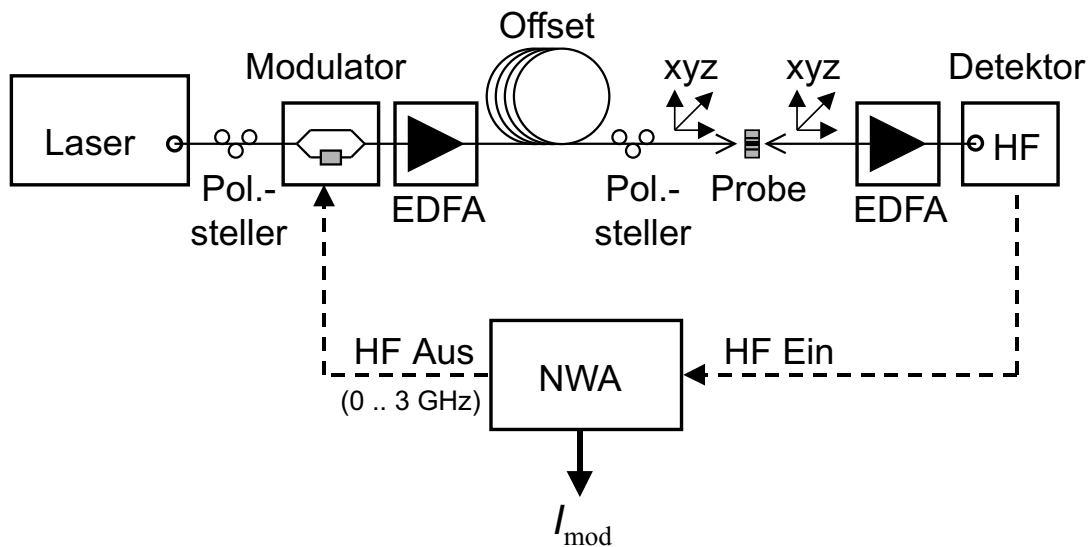 Offset
Modulator
xyz
xyz
Detektor
Laser
HF
Pol.-
steller
EDFA
Pol.-
steller
Probe
EDFA
HF Aus
(0 .. 3 GHz)
NWA
HF Ein
I mod